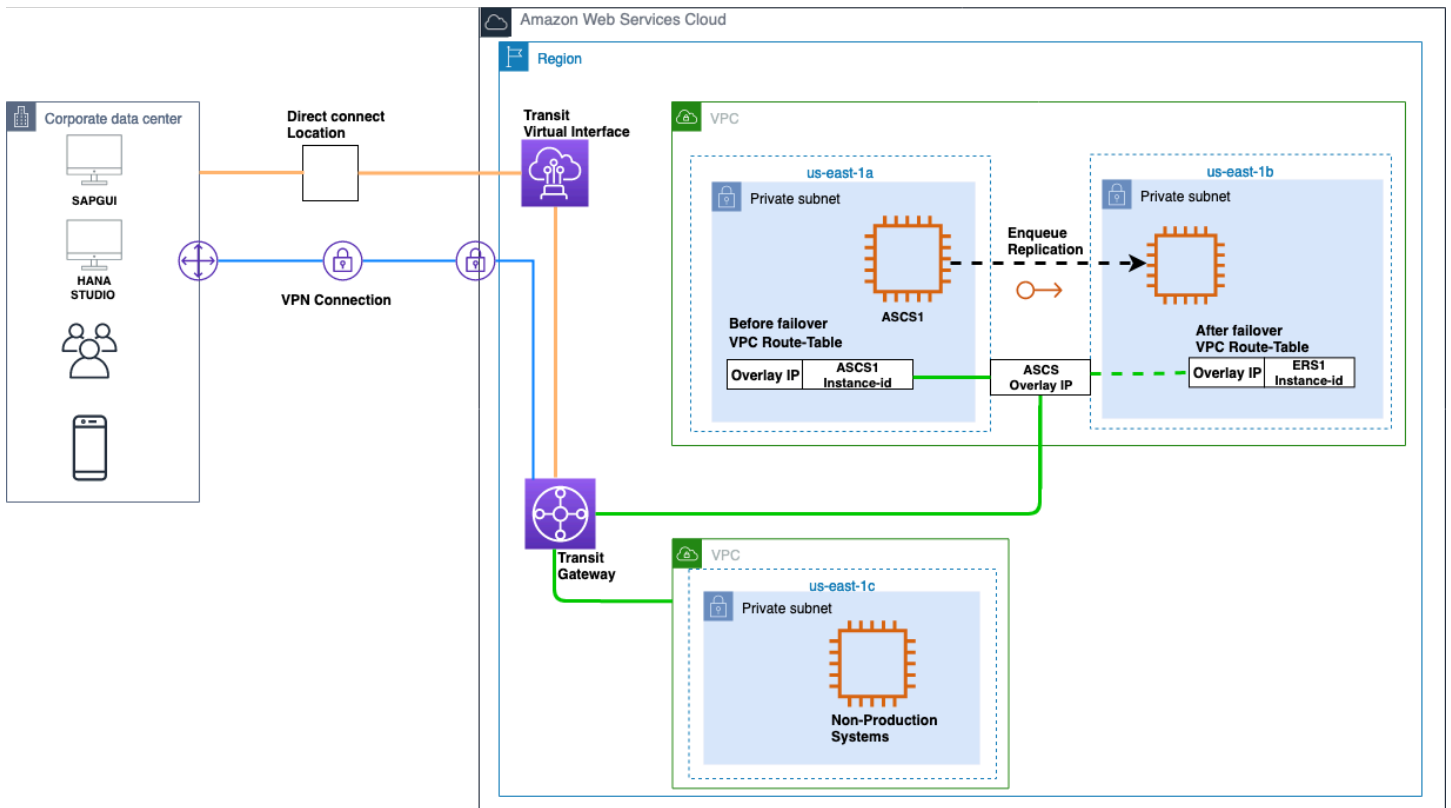 Amazon Web Services Cloud
Region
Corporate data center
SAPGUI
HANA
STUDIO
Direct connect
Location
VPN Connection
Transit
Virtual Interface
VPC
us-east-1a
Private subnet
ASCS1
Before failover
VPC Route-Table
Overlay IP
ASCS1
Instance-id
Enqueue
Replication
ASCS
Overlay IP
us-east-1b
Private subnet
After failover
VPC Route-Table
Overlay IP
ERS1
Instance-id
Transit
Gateway
VPC
us-east-1c
Private subnet
Non-Production
Systems